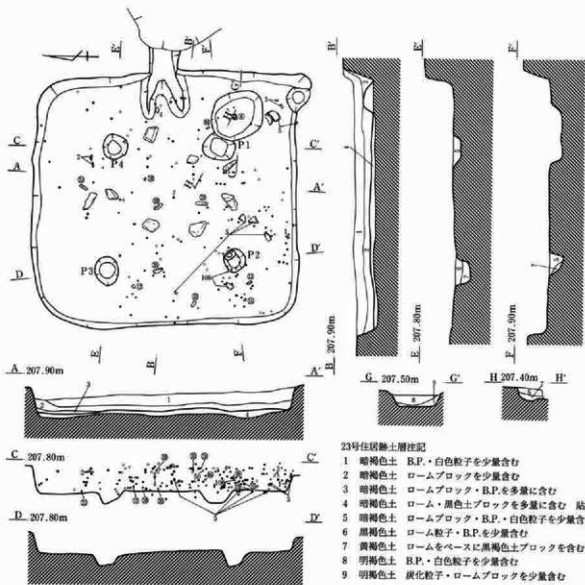 E'
B'
F'
G
C
C'
A
A'
D
D'
P1
P4
P3
P2
E
B
F
B'
E'
F'
B 207.90m
E 207.80m
F 207.90m
A 207.90m A'
1
2
3
C 207.80m C'
D 207.80m D'
G 207.50m G'
8
H 207.40m H'
23号住居跡土層注記
1 暗褐色土 B.P.・白色粒子を少量含む
2 暗褐色土 ロームブロックを少量含む
3 暗褐色土 ロームブロック・B.P.を多量に含む
4 暗褐色土 ローム・黒色土ブロックを多量に含む 貼
5 暗褐色土 ロームブロック・B.P.・白色粒子を少量含
6 黒褐色土 ローム粒子・B.P.を少量含む
7 黄褐色土 ロームをベースに黒褐色土ブロックを含む
8 明褐色土 B.P.・白色粒子を少量含む
9 明褐色土 炭化粒子・ロームブロックを少量含む